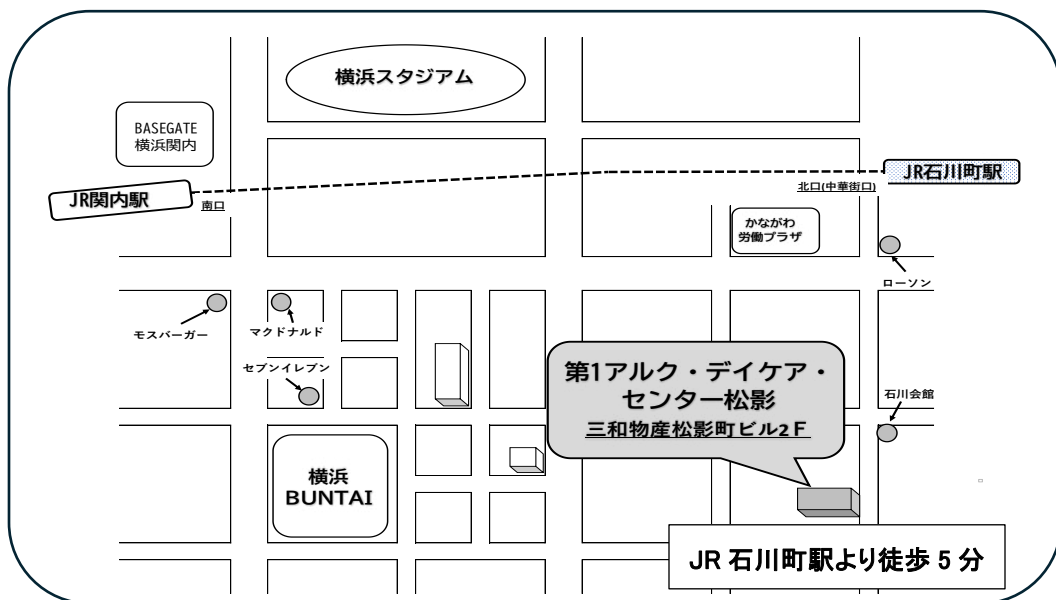 横浜スタジアム
BASEGATE
横浜関内
JR関内駅
南口
JR石川町駅
北口(中華街口)
かながわ
労働プラザ
ローソン
モスバーガー
マクドナルド
セブンイレブン
第1アルク・デイケア・
センター松影
三和物産松影町ビル2F
石川会館
横浜
BUNTAI
JR 石川町駅より徒歩 5 分